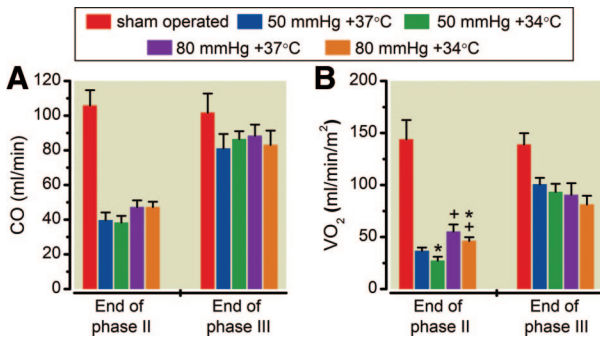 sham operated 50 mmHg +37°C 50 mmHg +34°C
80 mmHg +37°C 80 mmHg +34°C
A
CO (ml/min)
120
100
80
60
40
20
0
End of phase II
End of phase III
B
VO2 (ml/min/m²)
200
150
100
50
0
*
+
*
+
End of phase II
End of phase III